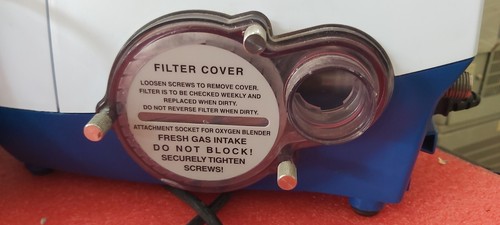 FILTER COVER
LOOSEN SCREWS TO REMOVE COVER.
FILTER IS TO BE CHECKED WEEKLY AND
REPLACED WHEN DIRTY.
DO NOT REVERSE FILTER WHEN DIRTY.
ATTACHMENT SOCKET FOR OXYGEN BLENDER
FRESH GAS INTAKE
DO NOT BLOCK!
SECURELY TIGHTEN
SCREWS!